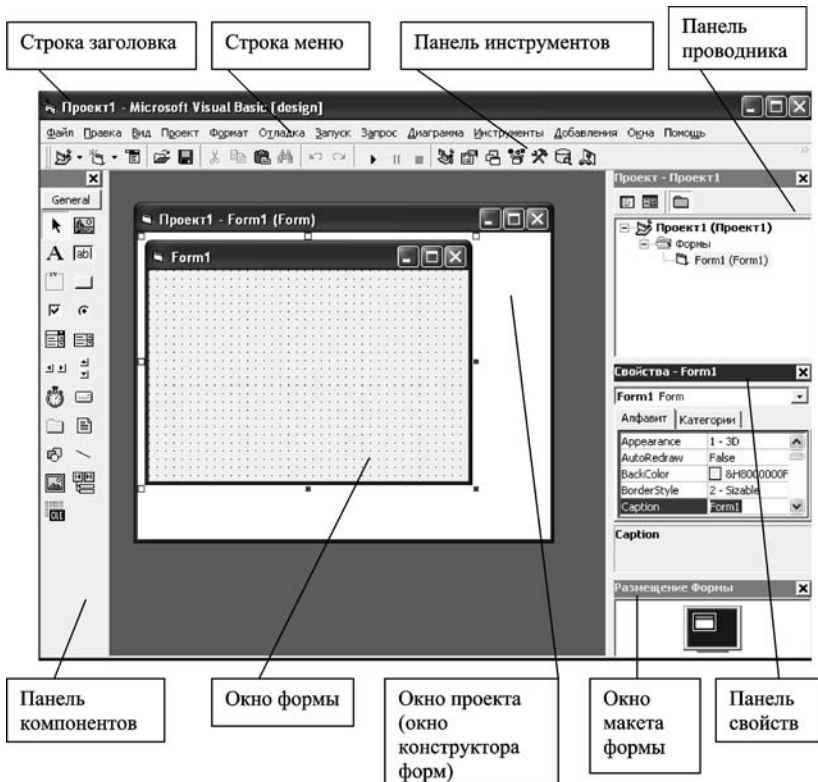 Строка заголовка
Строка меню
Панель инструментов
Панель
проводника
Проект1 - Microsoft Visual Basic [design]
Файл Правка Вид Проект Формат Отладка Запуск Запрос Диаграмма Инструменты Добавления Окна Помощь
General
A ab
xv
OLE
Проект1 - Form1 (Form)
Form1
Проект - Проект1
Проект1 (Проект1)
Формы
Form1 (Form1)
Свойства - Form1
Form1 Form
Алфавит Категории
Appearance 1 - 3D
AutoRedraw False
BackColor &H8000000F
BorderStyle 2 - Sizable
Caption Form1
Caption
Размещение Формы
Панель
компонентов
Окно формы
Окно проекта
(окно
конструктора
форм)
Окно
макета
формы
Панель
свойств